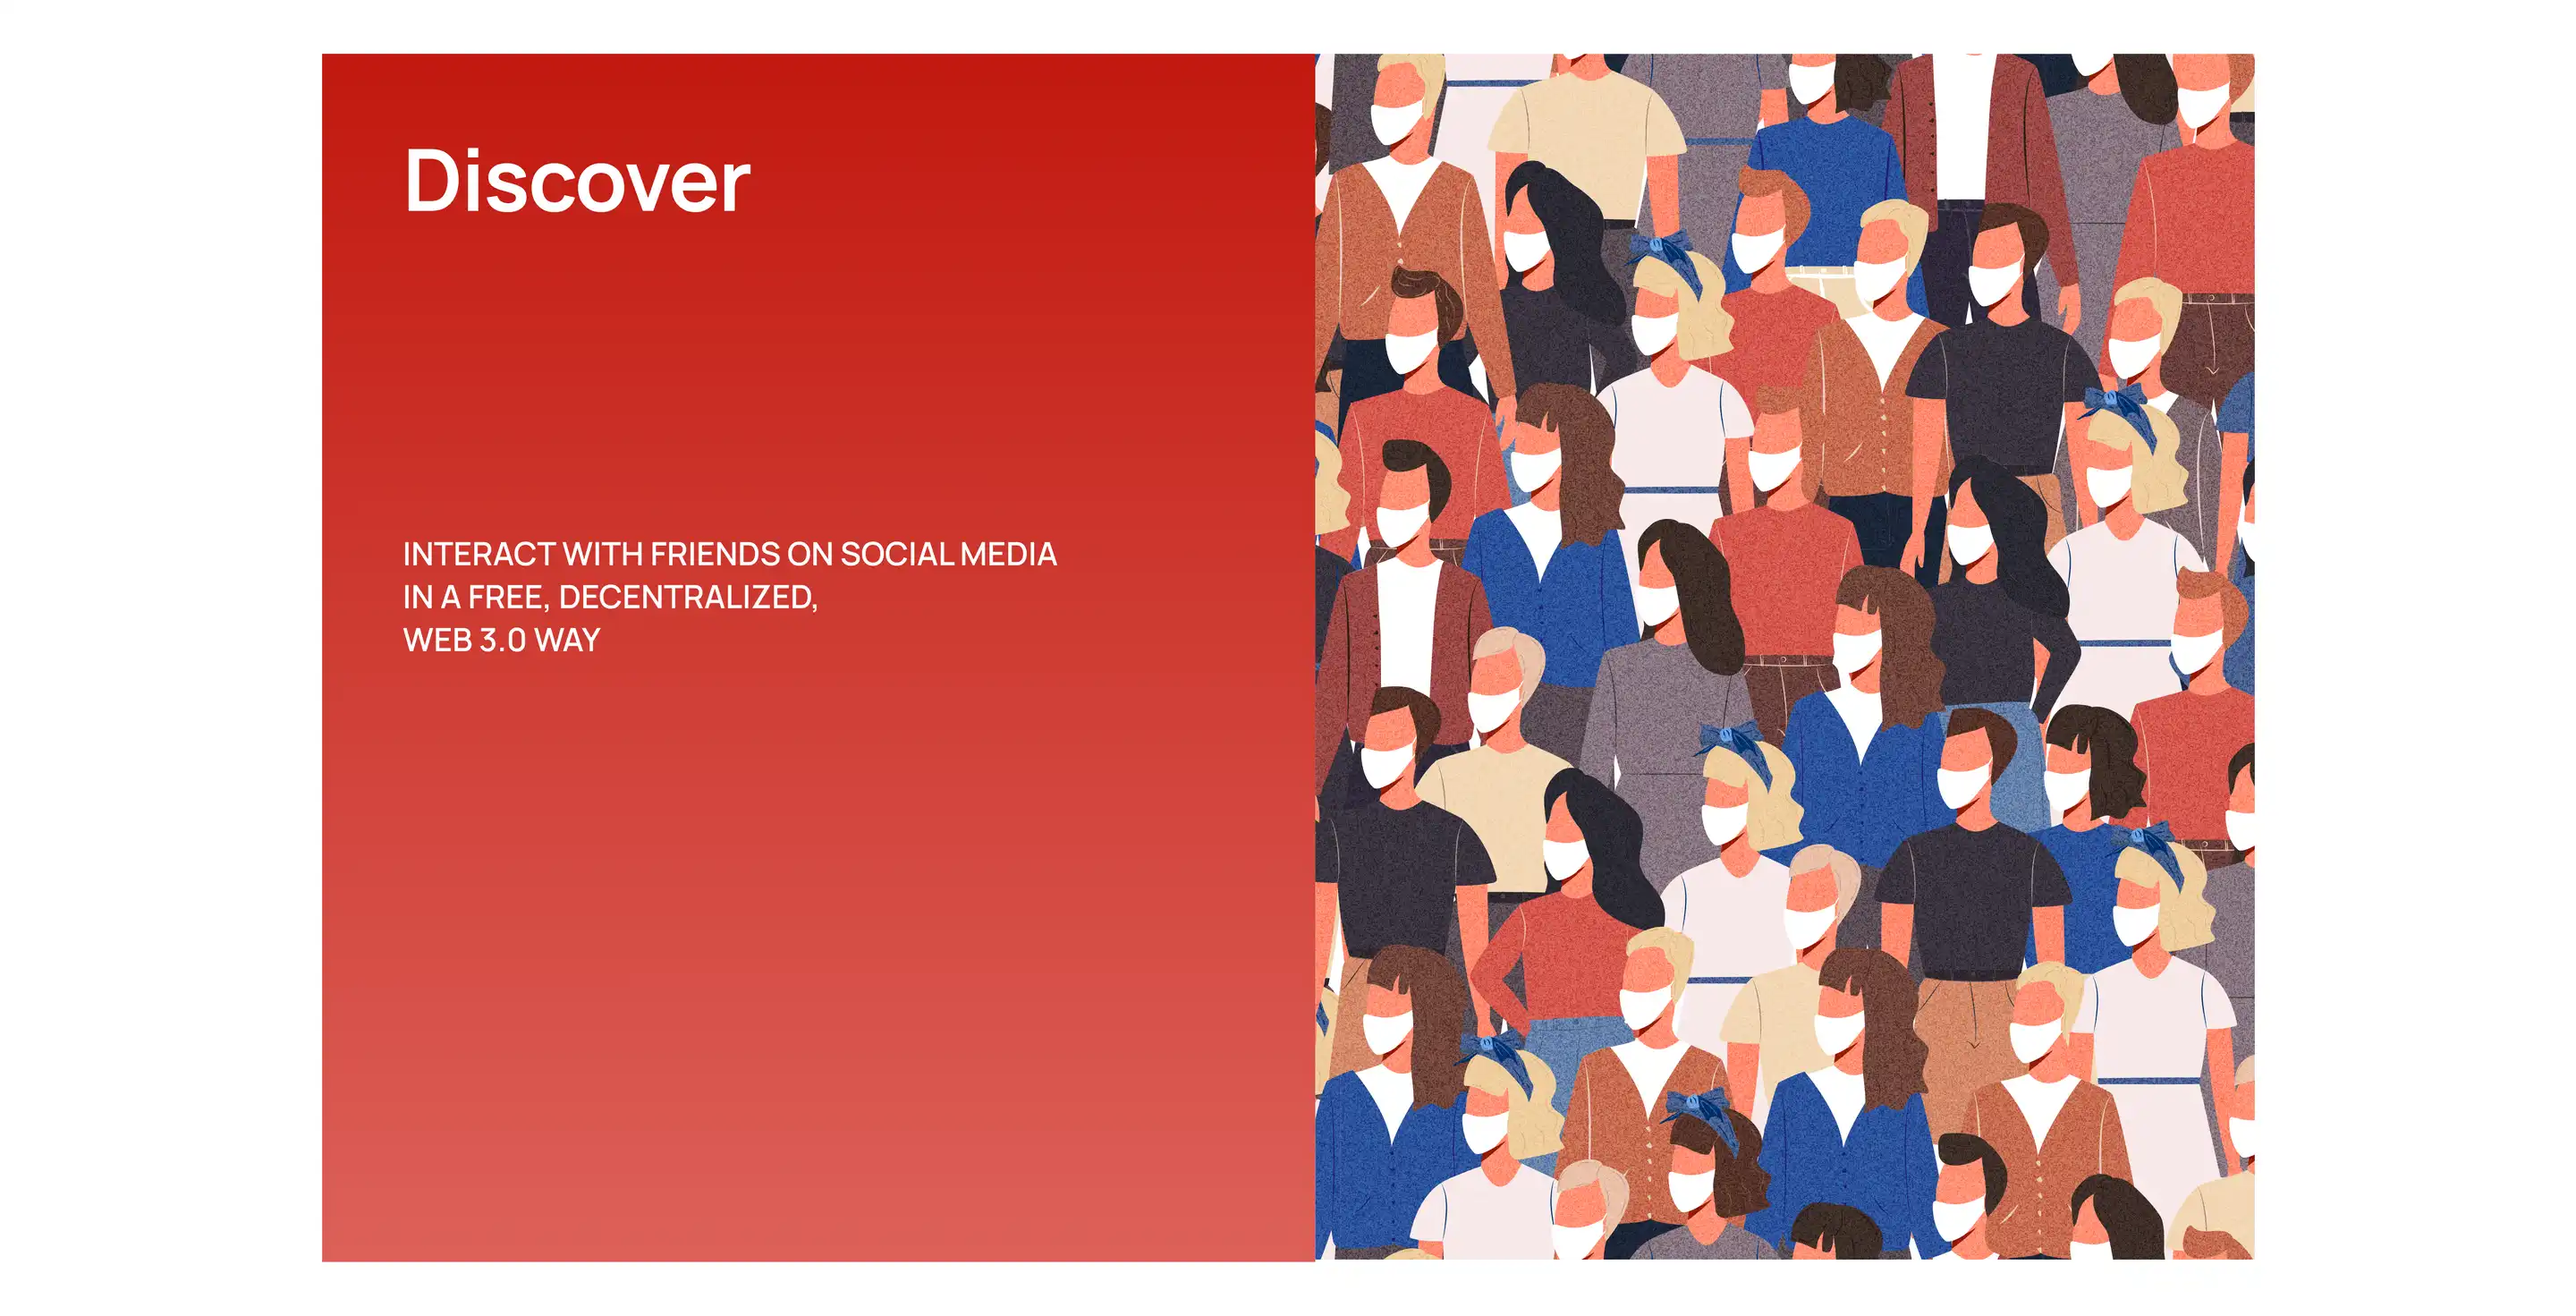 Discover
INTERACT WITH FRIENDS ON SOCIAL MEDIA
IN A FREE, DECENTRALIZED,
WEB 3.0 WAY